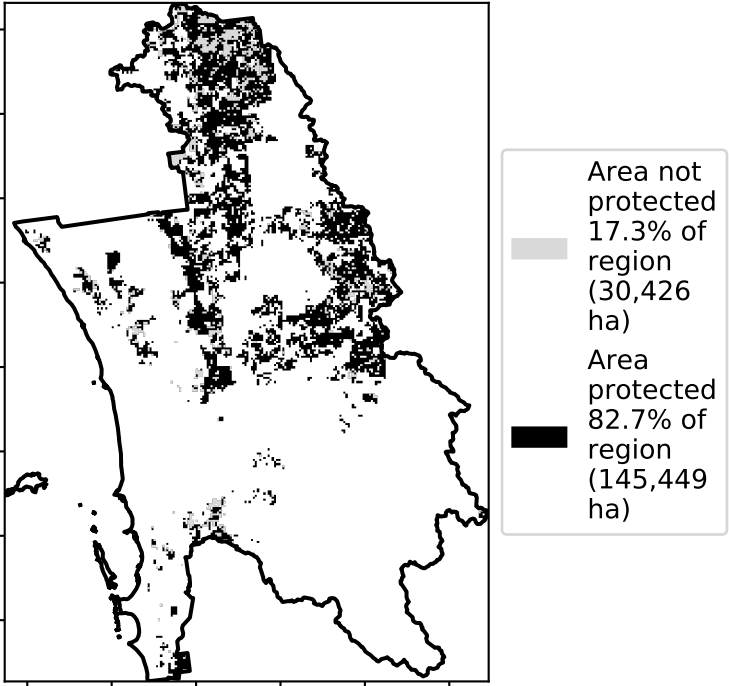 Area not
protected
17.3% of
region
(30,426
ha)
Area
protected
82.7% of
region
(145,449
ha)